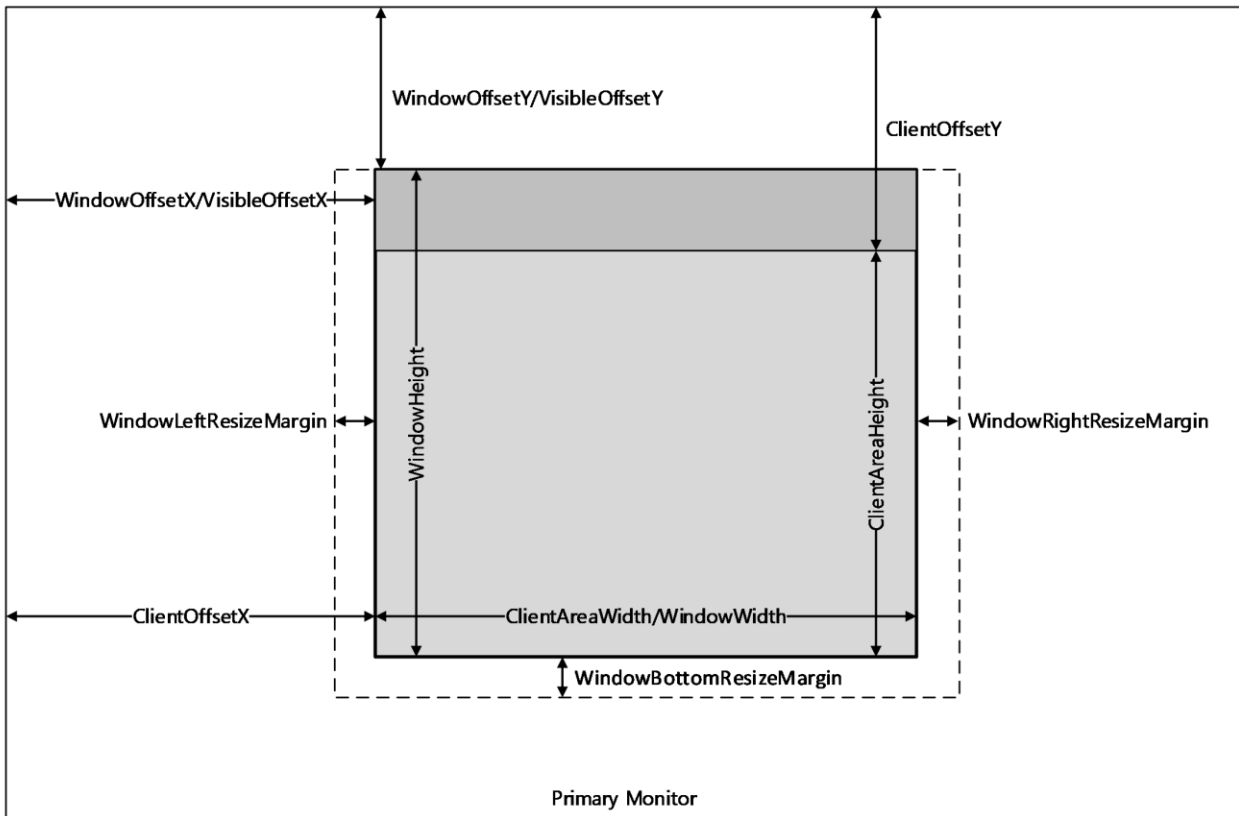 WindowOffsetY/VisibleOffsetY
ClientOffsetY
WindowOffsetX/VisibleOffsetX
WindowHeight
ClientAreaHeight
WindowLeftResizeMargin
WindowRightResizeMargin
ClientOffsetX
ClientAreaWidth/WindowWidth
WindowBottomResizeMargin
Primary Monitor